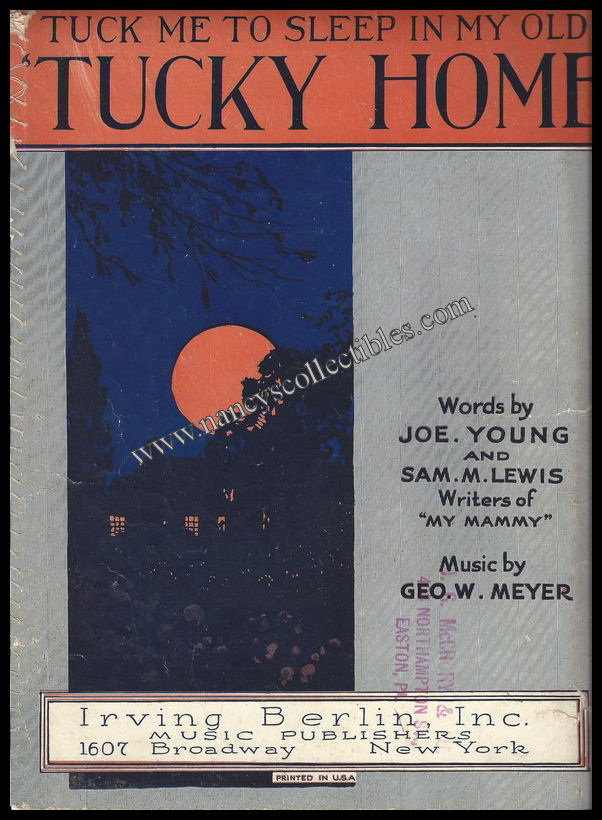 TUCK ME TO SLEEP IN MY OLD
'TUCKY HOME
www.nancyscollectibles.com
Words by
JOE. YOUNG
AND
SAM. M. LEWIS
Writers of
"MY MAMMY"
Music by
GEO. W. MEYER
NORTHAMPTON
EASTON,
Irving Berlin, Inc.
MUSIC PUBLISHERS
1607 Broadway New York
PRINTED IN U.S.A